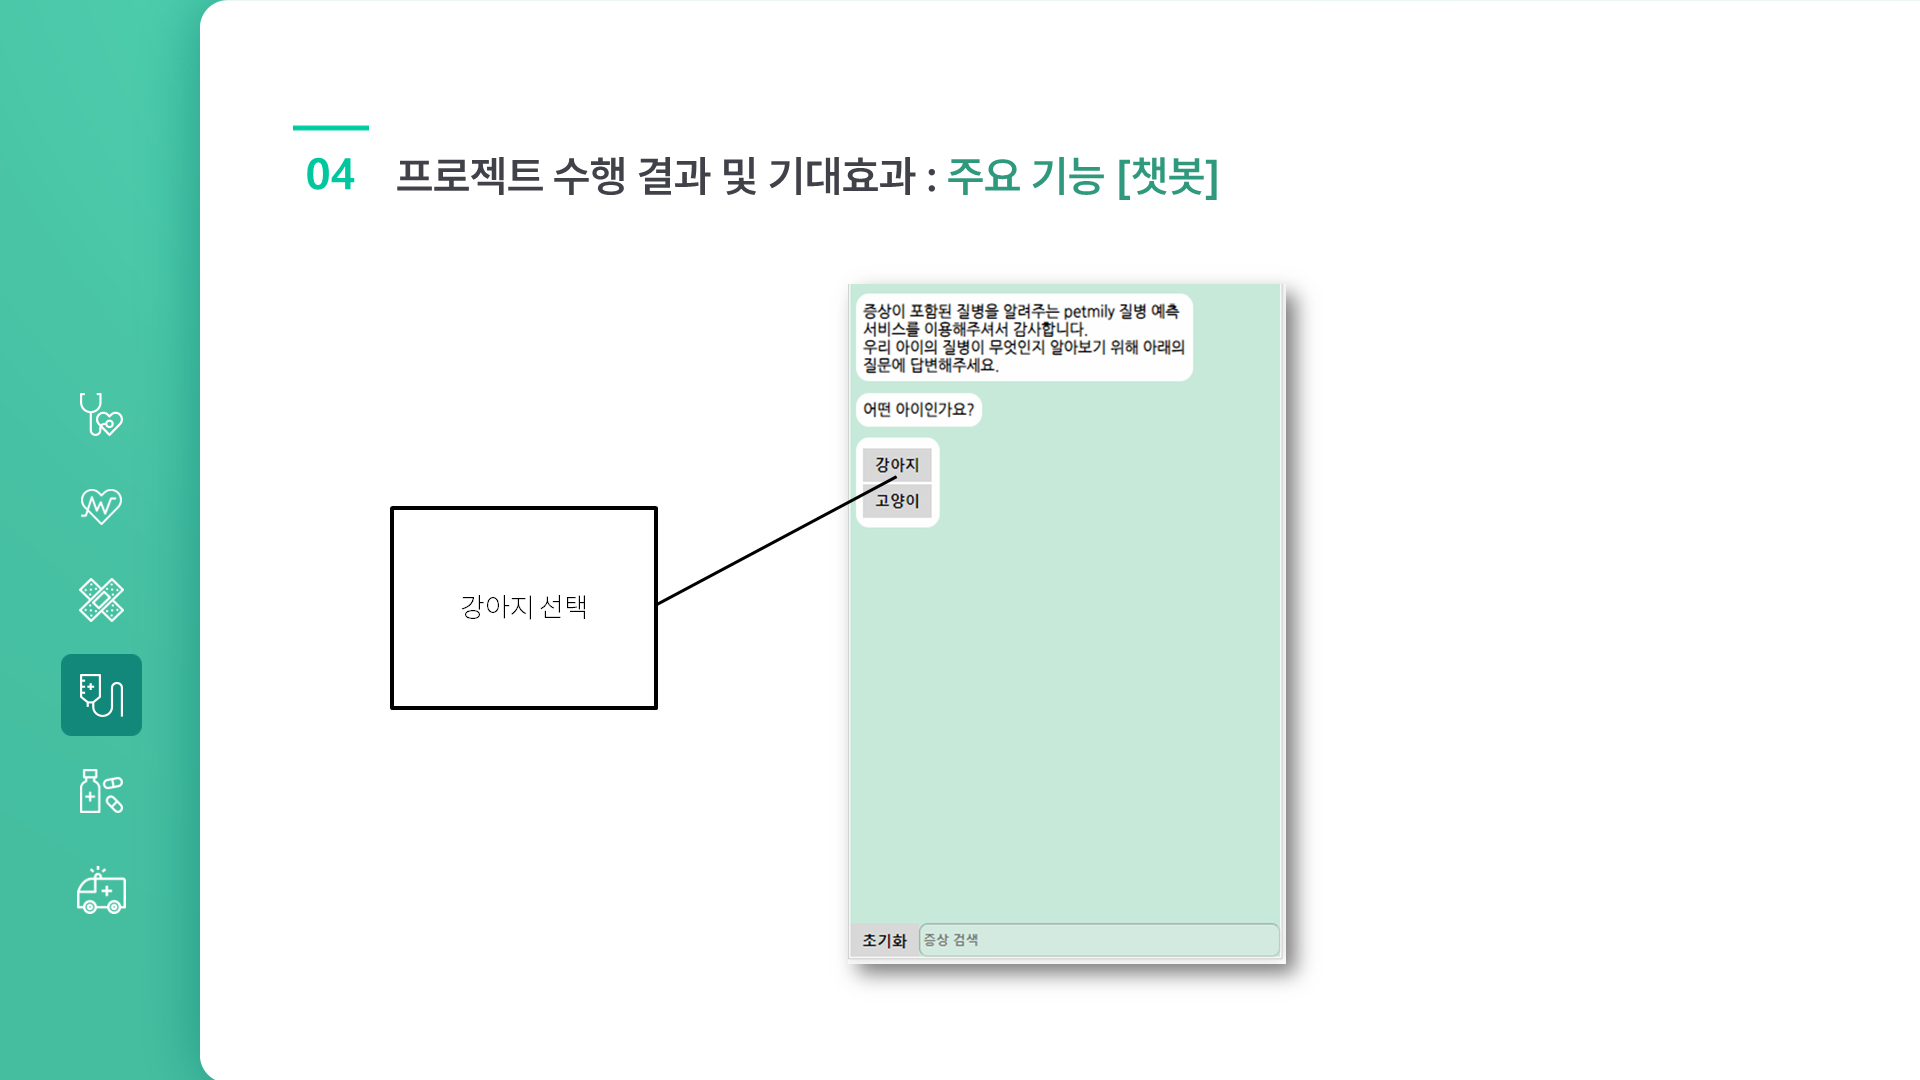 04 프로젝트 수행 결과 및 기대효과 : 주요 기능 [챗봇]
증상이 포함된 질병을 알려주는 petmily 질병 예측
서비스를 이용해주셔서 감사합니다.
우리 아이의 질병이 무엇인지 알아보기 위해 아래의
질문에 답변해주세요.
어떤 아이인가요?
강아지
고양이
강아지 선택
초기화 증상 검색